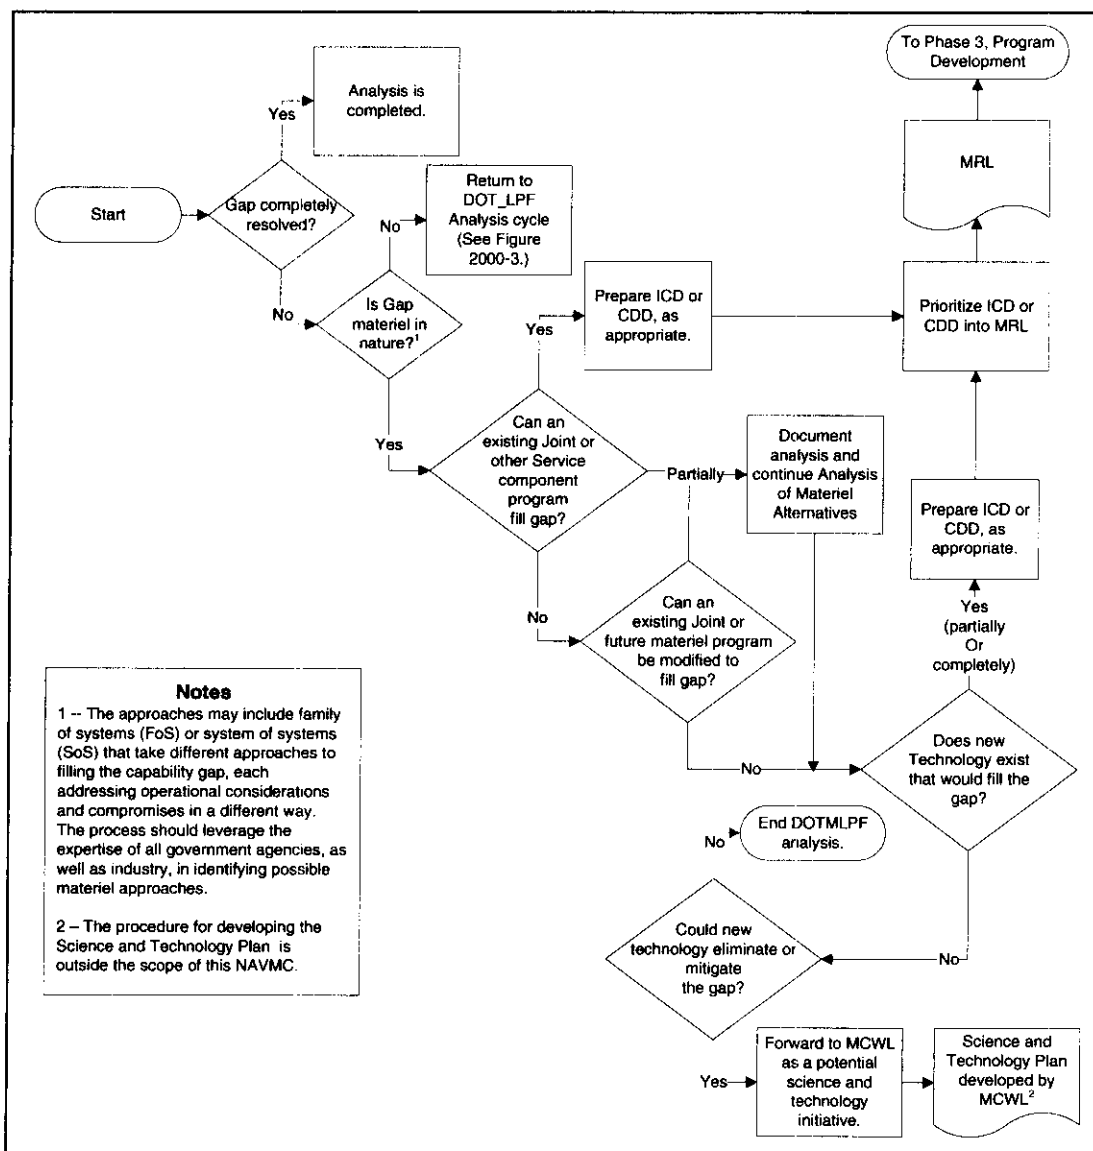 To Phase 3, Program
Development
Analysis is
completed.
Yes
MRL
Start
Gap completely
resolved?
Return to
DOT_LPF
Analysis cycle
(See Figure
2000-3.)
No
No
Is Gap
materiel in
nature?1
Yes
Prepare ICD or
CDD, as
appropriate.
Prioritize ICD or
CDD into MRL
Yes
Can an
existing Joint or
other Service
component
program
fill gap?
Partially
Document
analysis and
continue Analysis
of Materiel
Alternatives
Prepare ICD or
CDD, as
appropriate.
No
Can an
existing Joint or
future materiel program
be modified to
fill gap?
Yes
(partially
Or
completely)
Notes
1 -- The approaches may include family
of systems (FoS) or system of systems
(SoS) that take different approaches to
filling the capability gap, each
addressing operational considerations
and compromises in a different way.
The process should leverage the
expertise of all government agencies, as
well as industry, in identifying possible
materiel approaches.
2 – The procedure for developing the
Science and Technology Plan is
outside the scope of this NAVMC.
No
Does new
Technology exist
that would fill the
gap?
No
End DOTMLPF
analysis.
Could new
technology eliminate or
mitigate
the gap?
No
Yes
Forward to MCWL
as a potential
science and
technology
initiative.
Science and
Technology Plan
developed by
MCWL2